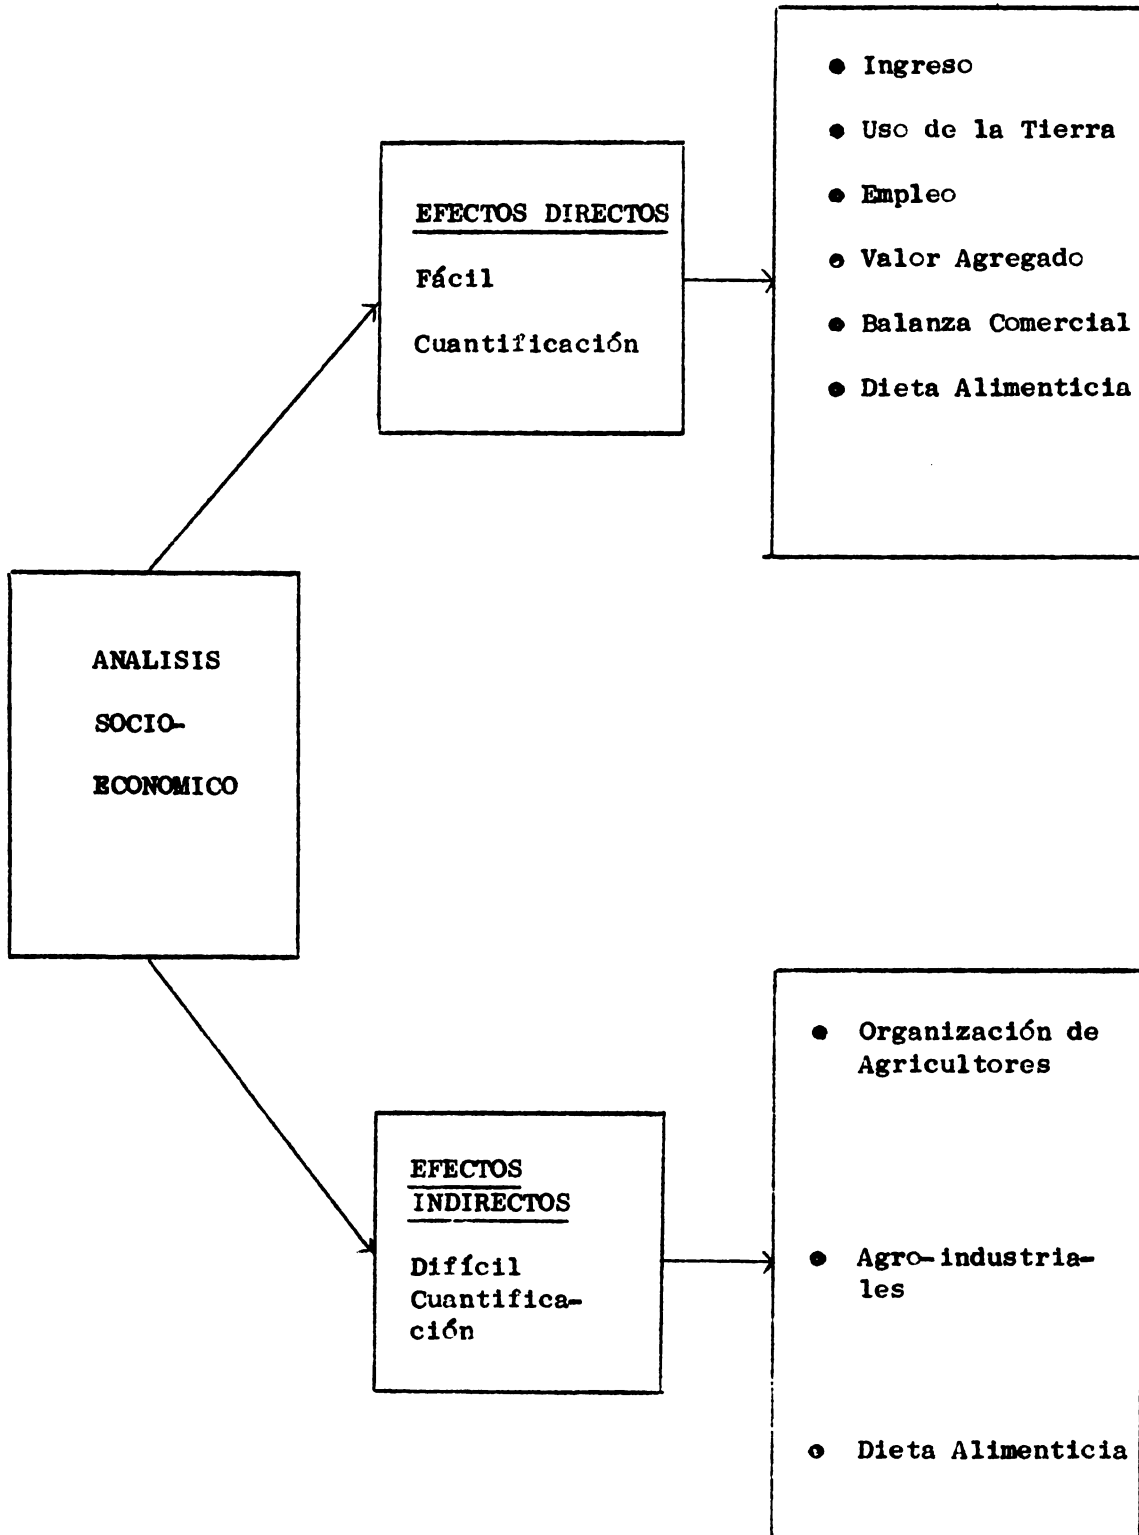 ● Ingreso
● Uso de la Tierra
● Empleo
● Valor Agregado
● Balanza Comercial
● Dieta Alimenticia
EFECTOS DIRECTOS
Fácil
Cuantificación
ANALISIS
SOCIO-
ECONOMICO
EFECTOS
INDIRECTOS
Difícil
Cuantifica-
ción
● Organización de
Agricultores
● Agro-industria-
les
● Dieta Alimenticia